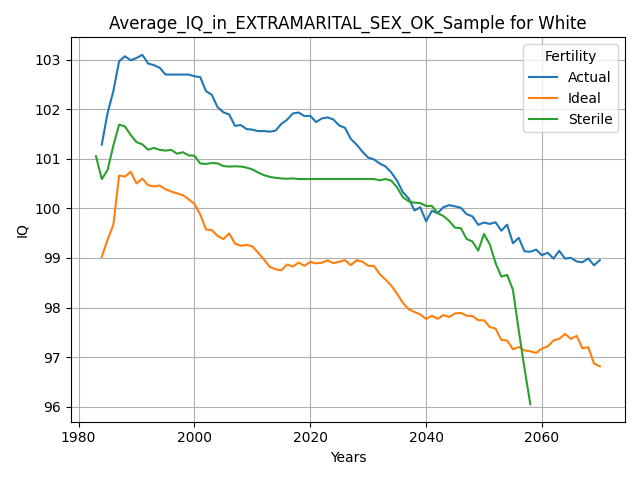 Average_IQ_in_EXTRAMARITAL_SEX_OK_Sample for White
Fertility
Actual
Ideal
Sterile
103
102
101
100
99
98
97
96
IQ
1980
2000
2020
2040
2060
Years